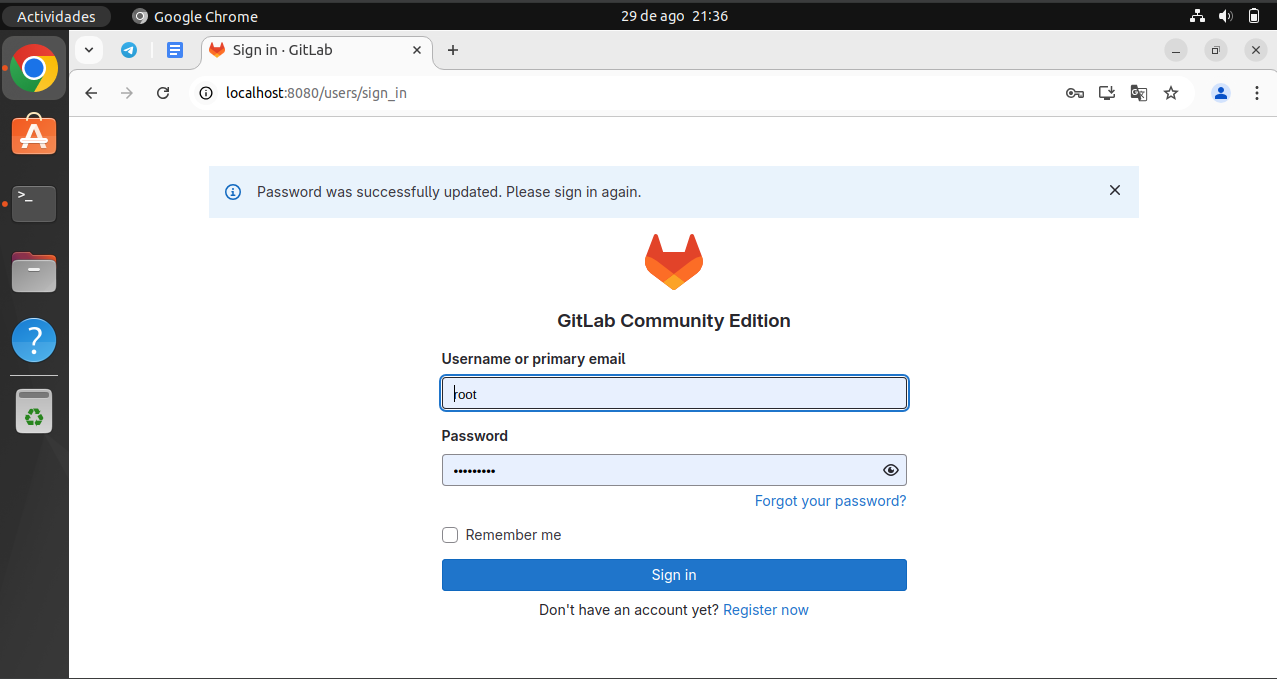 Actividades Google Chrome 29 de ago 21:36
Sign in · GitLab
localhost:8080/users/sign_in
Password was successfully updated. Please sign in again.
GitLab Community Edition
Username or primary email
root
Password
•••••••••
Forgot your password?
Remember me
Sign in
Don't have an account yet? Register now